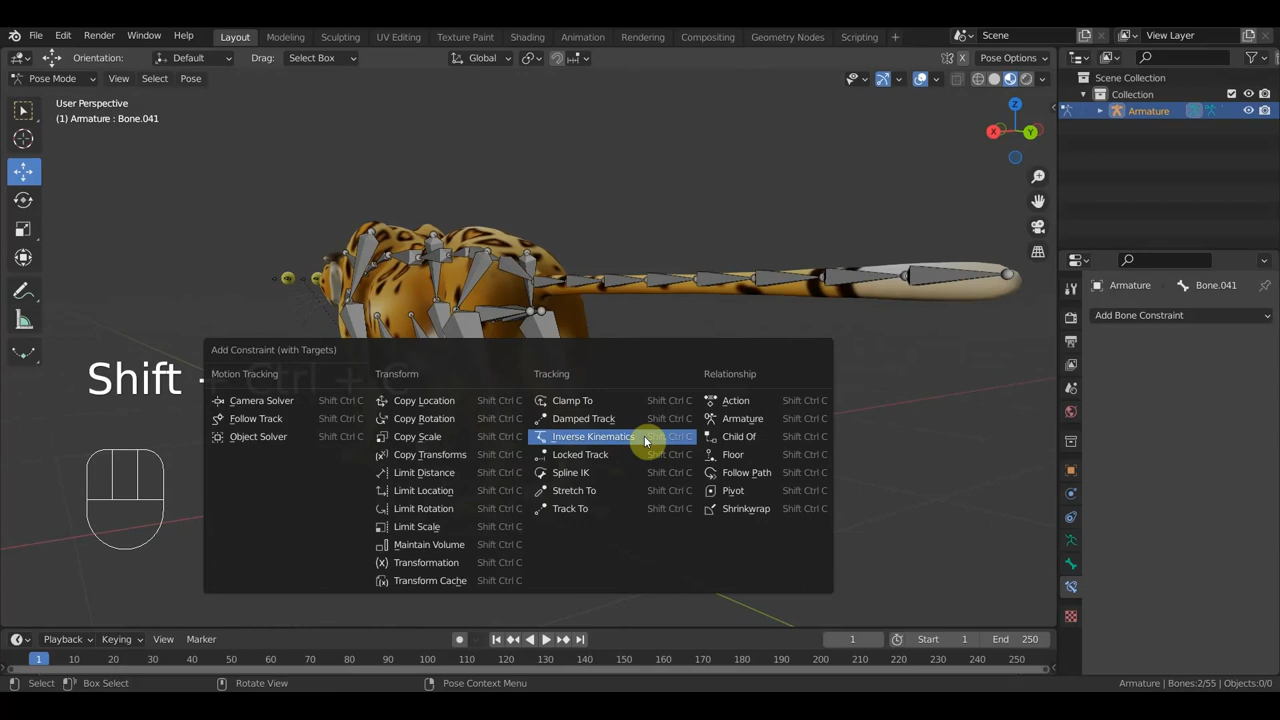 File Edit Render Window Help Layout Modeling Sculpting UV Editing Texture Paint Shading Animation Rendering Compositing Geometry Nodes Scripting + Scene View Layer
Orientation: Default Drag: Select Box Global Pose Options
Pose Mode View Select Pose
User Perspective
(1) Armature : Bone.041
Scene Collection
Collection
Armature
Z
X
Y
Armature Bone.041
Add Bone Constraint
Shift + Ctrl + C
Add Constraint (with Targets)
Motion Tracking
Camera Solver Shift Ctrl C
Follow Track Shift Ctrl C
Object Solver Shift Ctrl C
Transform
Copy Location Shift Ctrl C
Copy Rotation Shift Ctrl C
Copy Scale Shift Ctrl C
Copy Transforms Shift Ctrl C
Limit Distance Shift Ctrl C
Limit Location Shift Ctrl C
Limit Rotation Shift Ctrl C
Limit Scale Shift Ctrl C
Maintain Volume Shift Ctrl C
Transformation Shift Ctrl C
Transform Cache Shift Ctrl C
Tracking
Clamp To Shift Ctrl C
Damped Track Shift Ctrl C
Inverse Kinematics Shift Ctrl C
Locked Track Shift Ctrl C
Spline IK Shift Ctrl C
Stretch To Shift Ctrl C
Track To Shift Ctrl C
Relationship
Action Shift Ctrl C
Armature Shift Ctrl C
Child Of Shift Ctrl C
Floor Shift Ctrl C
Follow Path Shift Ctrl C
Pivot Shift Ctrl C
Shrinkwrap Shift Ctrl C
Playback Keying View Marker 1 Start 1 End 250
1 10 20 30 40 50 60 70 80 90 100 110 120 130 140 150 160 170 180 190 200 210 220 230 240 250
Select Box Select Rotate View Pose Context Menu Armature | Bones:2/55 | Objects:0/0